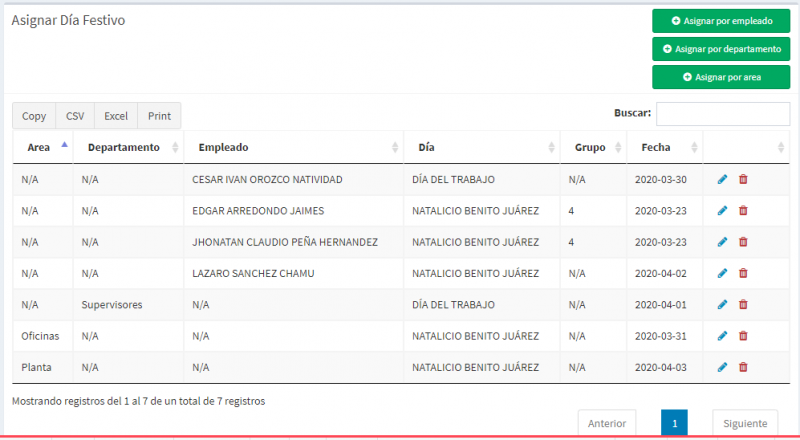 Asignar Día Festivo
Asignar por empleado
Asignar por departamento
Asignar por area
Copy CSV Excel Print Buscar:
Area Departamento Empleado Día Grupo Fecha
N/A N/A CESAR IVAN OROZCO NATIVIDAD DÍA DEL TRABAJO N/A 2020-03-30
N/A N/A EDGAR ARREDONDO JAIMES NATALICIO BENITO JUÁREZ 4 2020-03-23
N/A N/A JHONATAN CLAUDIO PEÑA HERNANDEZ NATALICIO BENITO JUÁREZ 4 2020-03-23
N/A N/A LAZARO SANCHEZ CHAMU NATALICIO BENITO JUÁREZ N/A 2020-04-02
N/A Supervisores N/A DÍA DEL TRABAJO N/A 2020-04-01
Oficinas N/A N/A NATALICIO BENITO JUÁREZ N/A 2020-03-31
Planta N/A N/A NATALICIO BENITO JUÁREZ N/A 2020-04-03
Mostrando registros del 1 al 7 de un total de 7 registros
Anterior 1 Siguiente